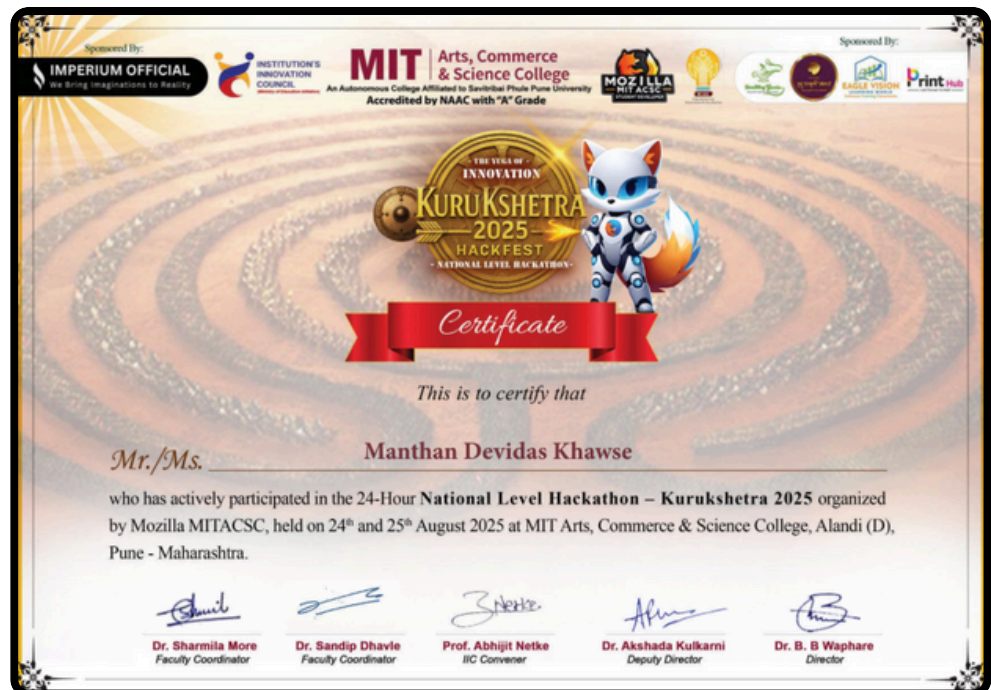 Sponsored By:
IMPERIUM OFFICIAL
We Bring Imaginations to Reality
INSTITUTION'S
INNOVATION
COUNCIL
(Ministry of Education Initiative)
MIT
Arts, Commerce
& Science College
An Autonomous College Affiliated to Savitribai Phule Pune University
Accredited by NAAC with "A" Grade
MOZILLA
MIT ACSC
STUDENT DEVELOPER
Sponsored By:
EAGLE VISION
Print Hub
- THE YUGA OF -
INNOVATION
KURUKSHETRA
2025
HACKFEST
- NATIONAL LEVEL HACKATHON-
Certificate
This is to certify that
Mr./Ms. Manthan Devidas Khawse
who has actively participated in the 24-Hour National Level Hackathon – Kurukshetra 2025 organized
by Mozilla MITACSC, held on 24th and 25th August 2025 at MIT Arts, Commerce & Science College, Alandi (D),
Pune - Maharashtra.
Dr. Sharmila More
Faculty Coordinator
Dr. Sandip Dhavle
Faculty Coordinator
Prof. Abhijit Netke
IIC Convener
Dr. Akshada Kulkarni
Deputy Director
Dr. B. B Waphare
Director